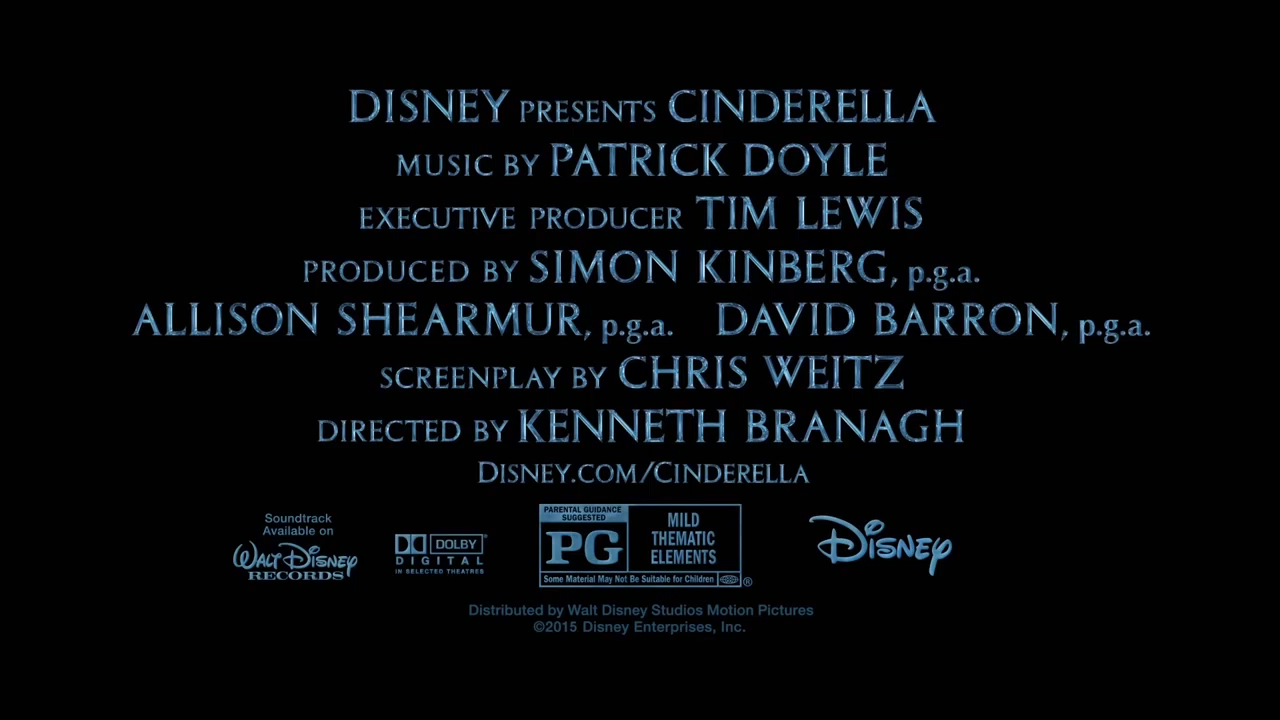 DISNEY PRESENTS CINDERELLA
MUSIC BY PATRICK DOYLE
EXECUTIVE PRODUCER TIM LEWIS
PRODUCED BY SIMON KINBERG, p.g.a.
ALLISON SHEARMUR, p.g.a. DAVID BARRON, p.g.a.
SCREENPLAY BY CHRIS WEITZ
DIRECTED BY KENNETH BRANAGH
DISNEY.COM/CINDERELLA
Soundtrack
Available on
WALT DISNEY
RECORDS
DOLBY
DIGITAL
IN SELECTED THEATRES
PARENTAL GUIDANCE
SUGGESTED
PG
MILD
THEMATIC
ELEMENTS
Some Material May Not Be Suitable for Children ®
DISNEY
Distributed by Walt Disney Studios Motion Pictures
©2015 Disney Enterprises, Inc.